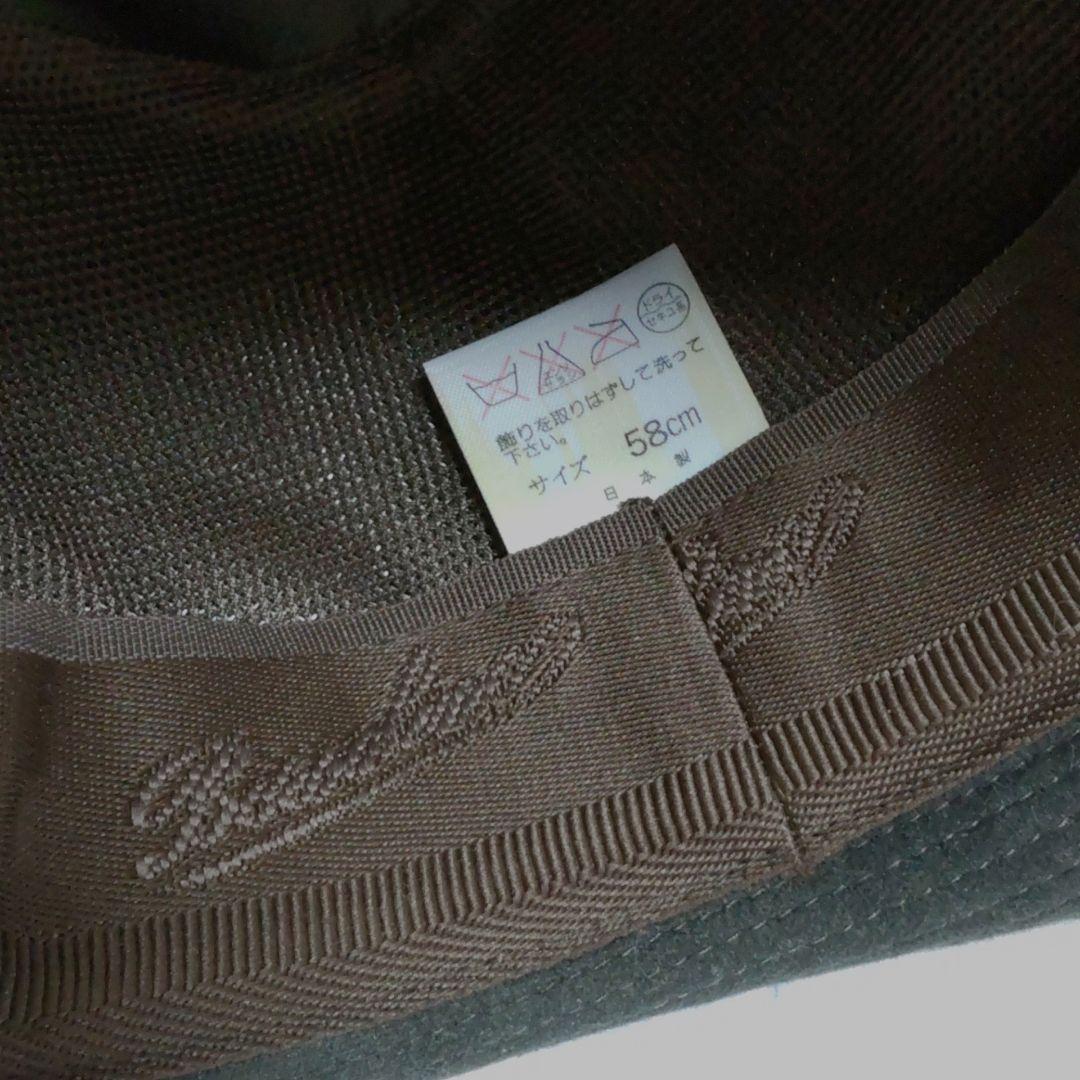 ドライ
セキユ系
飾りを取りはずして洗って
下さい。
サイズ 58cm
日本製